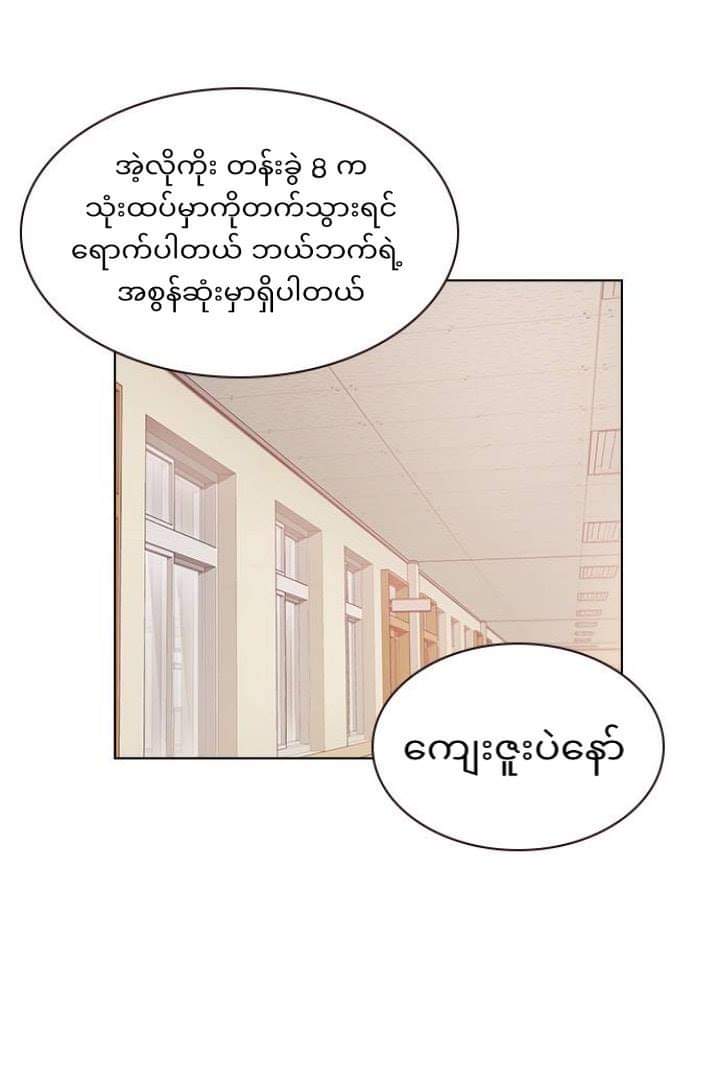 အဲ့လိုကိုး တန်းခွဲ 8 က
သုံးထပ်မှာကိုတက်သွားရင်
ရောက်ပါတယ် ဘယ်ဘက်ရဲ့
အစွန်ဆုံးမှာရှိပါတယ်
ကျေးဇူးပဲနော်